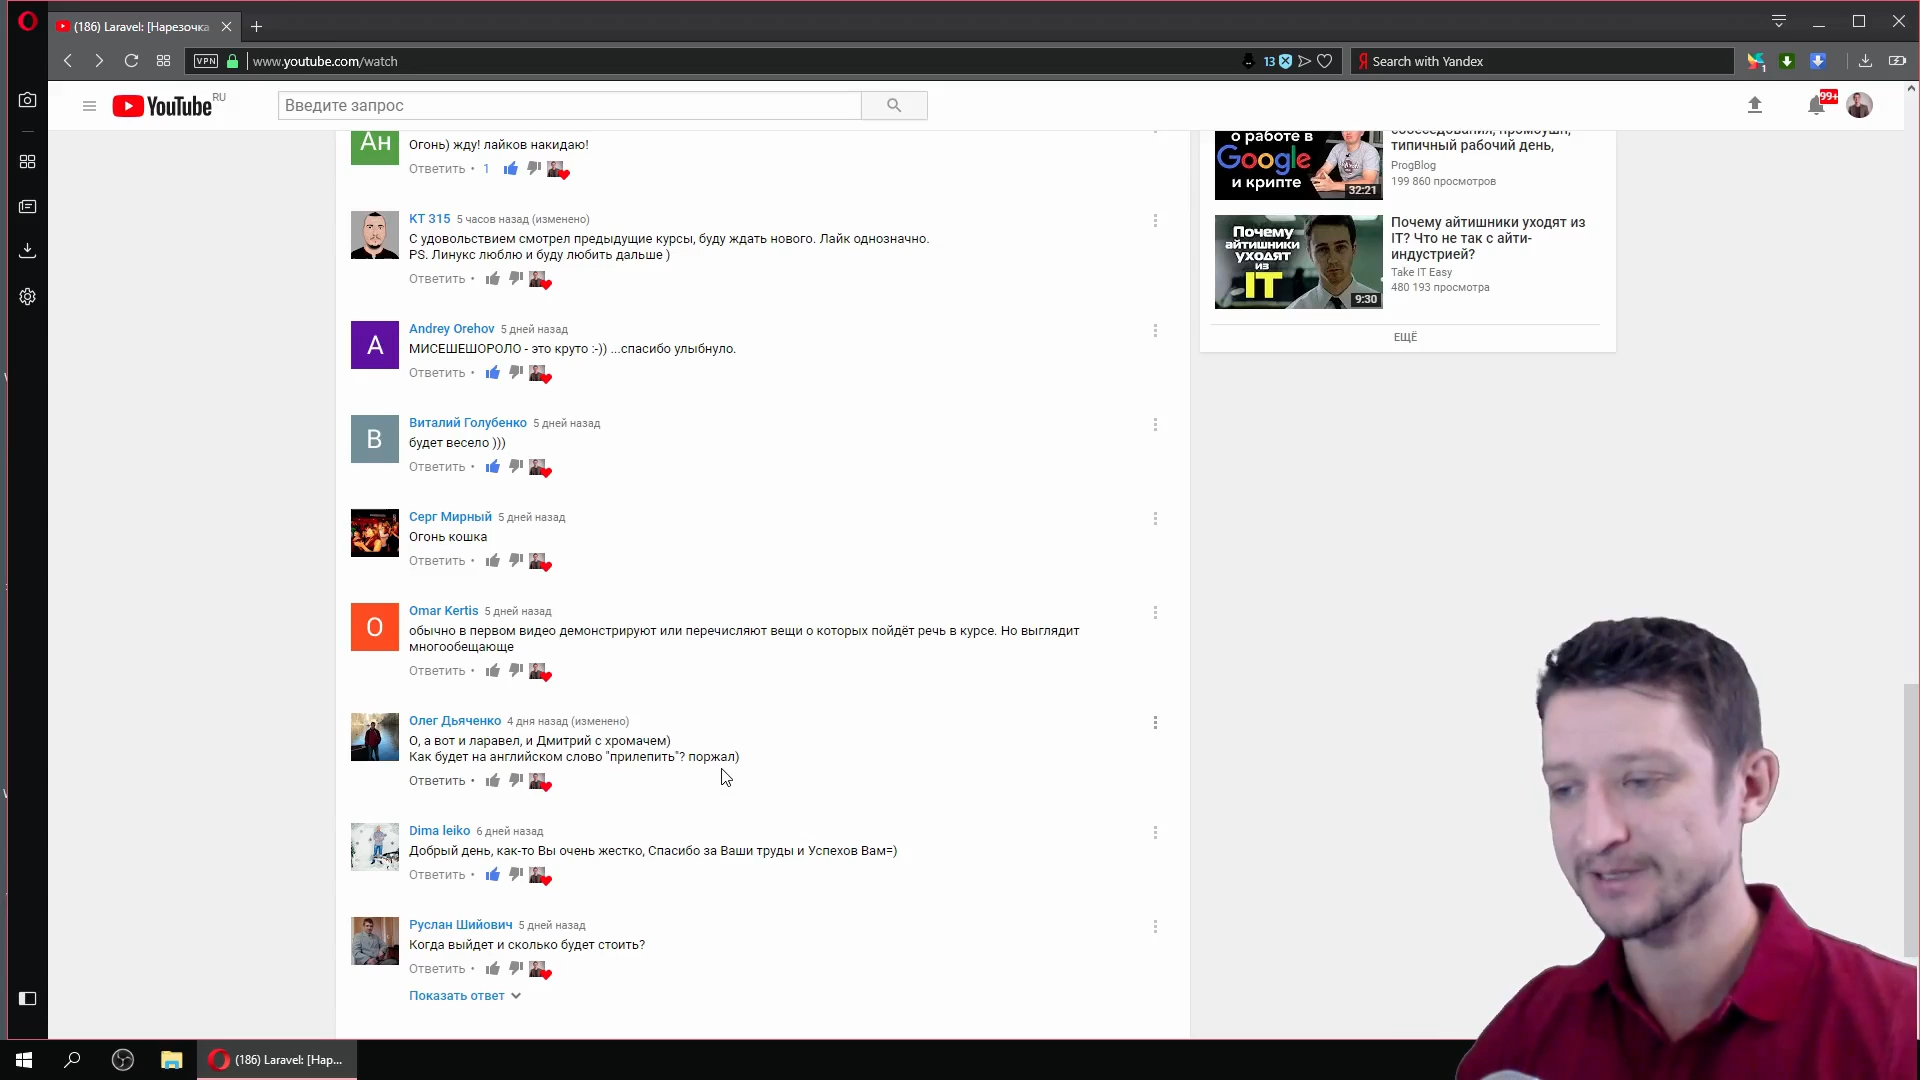 (186) Laravel: [Нарезочка
VPN
www.youtube.com/watch
13
Я Search with Yandex
1
YouTube RU
Введите запрос
99+
Ан
Огонь) жду! лайков накидаю!
Ответить • 1
КТ 315 5 часов назад (изменено)
С удовольствием смотрел предыдущие курсы, буду ждать нового. Лайк однозначно.
PS. Линукс люблю и буду любить дальше )
Ответить •
A
Andrey Orehov 5 дней назад
МИСЕШЕШОРОЛО - это круто :-)) ...спасибо улыбнуло.
Ответить •
В
Виталий Голубенко 5 дней назад
будет весело )))
Ответить •
Серг Мирный 5 дней назад
Огонь кошка
Ответить •
O
Omar Kertis 5 дней назад
обычно в первом видео демонстрируют или перечисляют вещи о которых пойдёт речь в курсе. Но выглядит
многообещающе
Ответить •
Олег Дьяченко 4 дня назад (изменено)
О, а вот и ларавел, и Дмитрий с хромачем)
Как будет на английском слово "прилепить"? поржал)
Ответить •
Dima leiko 6 дней назад
Добрый день, как-то Вы очень жестко, Спасибо за Ваши труды и Успехов Вам=)
Ответить •
Руслан Шийович 5 дней назад
Когда выйдет и сколько будет стоить?
Ответить •
Показать ответ
о работе в
Google
и крипте
32:21
собеседования, промоушн,
типичный рабочий день,
ProgBlog
199 860 просмотров
Почему
айтишники
уходят
из
IT
9:30
Почему айтишники уходят из
IT? Что не так с айти-
индустрией?
Take IT Easy
480 193 просмотра
ЕЩЁ
(186) Laravel: [Нар...